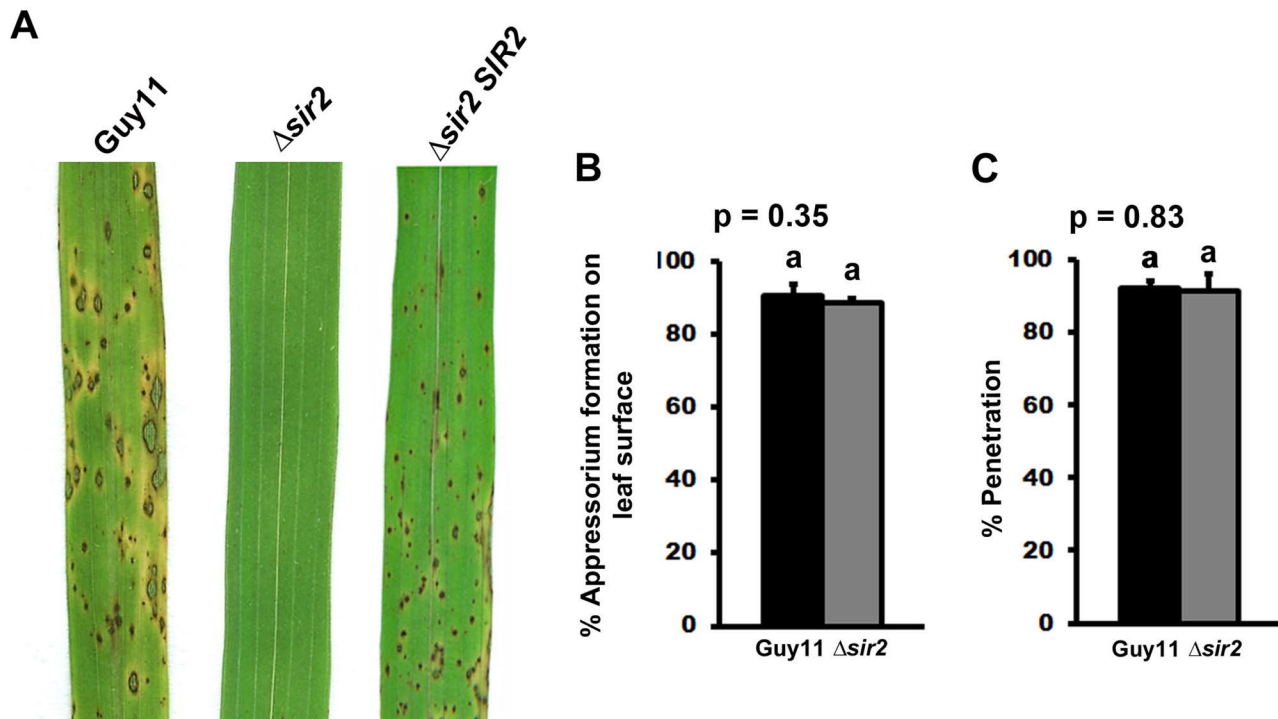 A
Guy11
Δsir2
Δsir2 SIR2
B
p = 0.35
% Appressorium formation on
leaf surface
100
80
60
40
20
0
a
a
Guy11 Δsir2
C
p = 0.83
% Penetration
100
80
60
40
20
0
a
a
Guy11 Δsir2